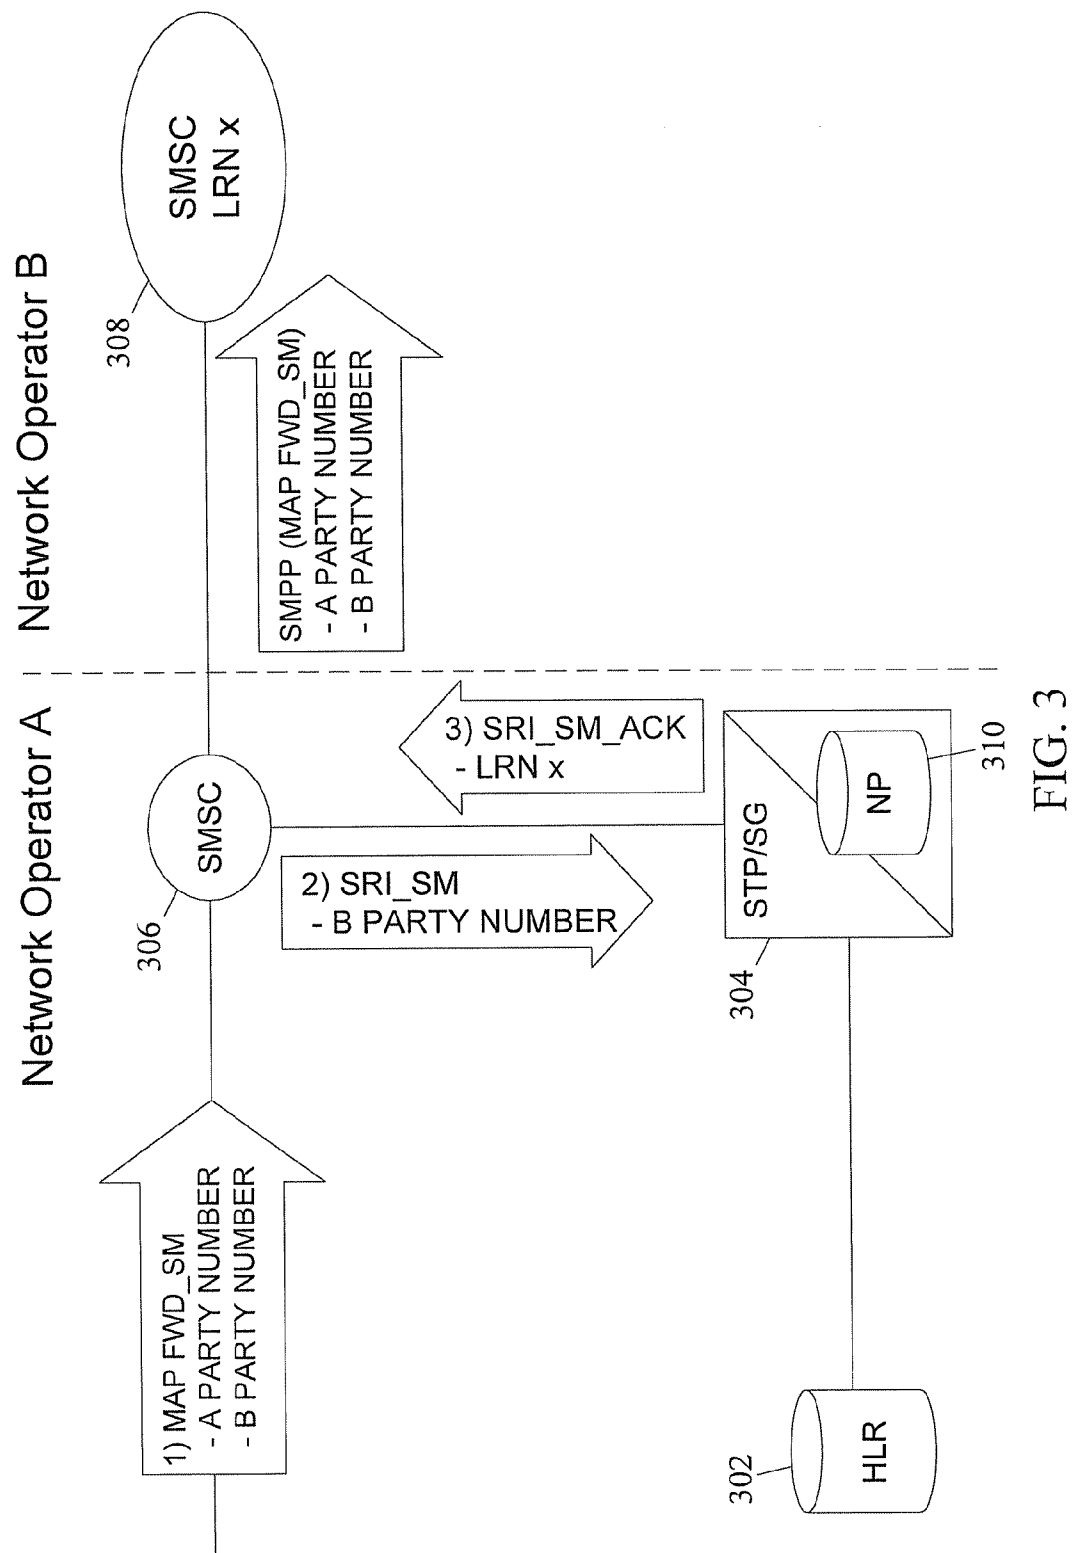 Network Operator A
Network Operator B
1) MAP FWD_SM
- A PARTY NUMBER
- B PARTY NUMBER
306
SMSC
2) SRI_SM
- B PARTY NUMBER
3) SRI_SM_ACK
- LRN x
SMPP (MAP FWD_SM)
- A PARTY NUMBER
- B PARTY NUMBER
308
SMSC
LRN x
302
HLR
304
STP/SG
NP
310
FIG. 3